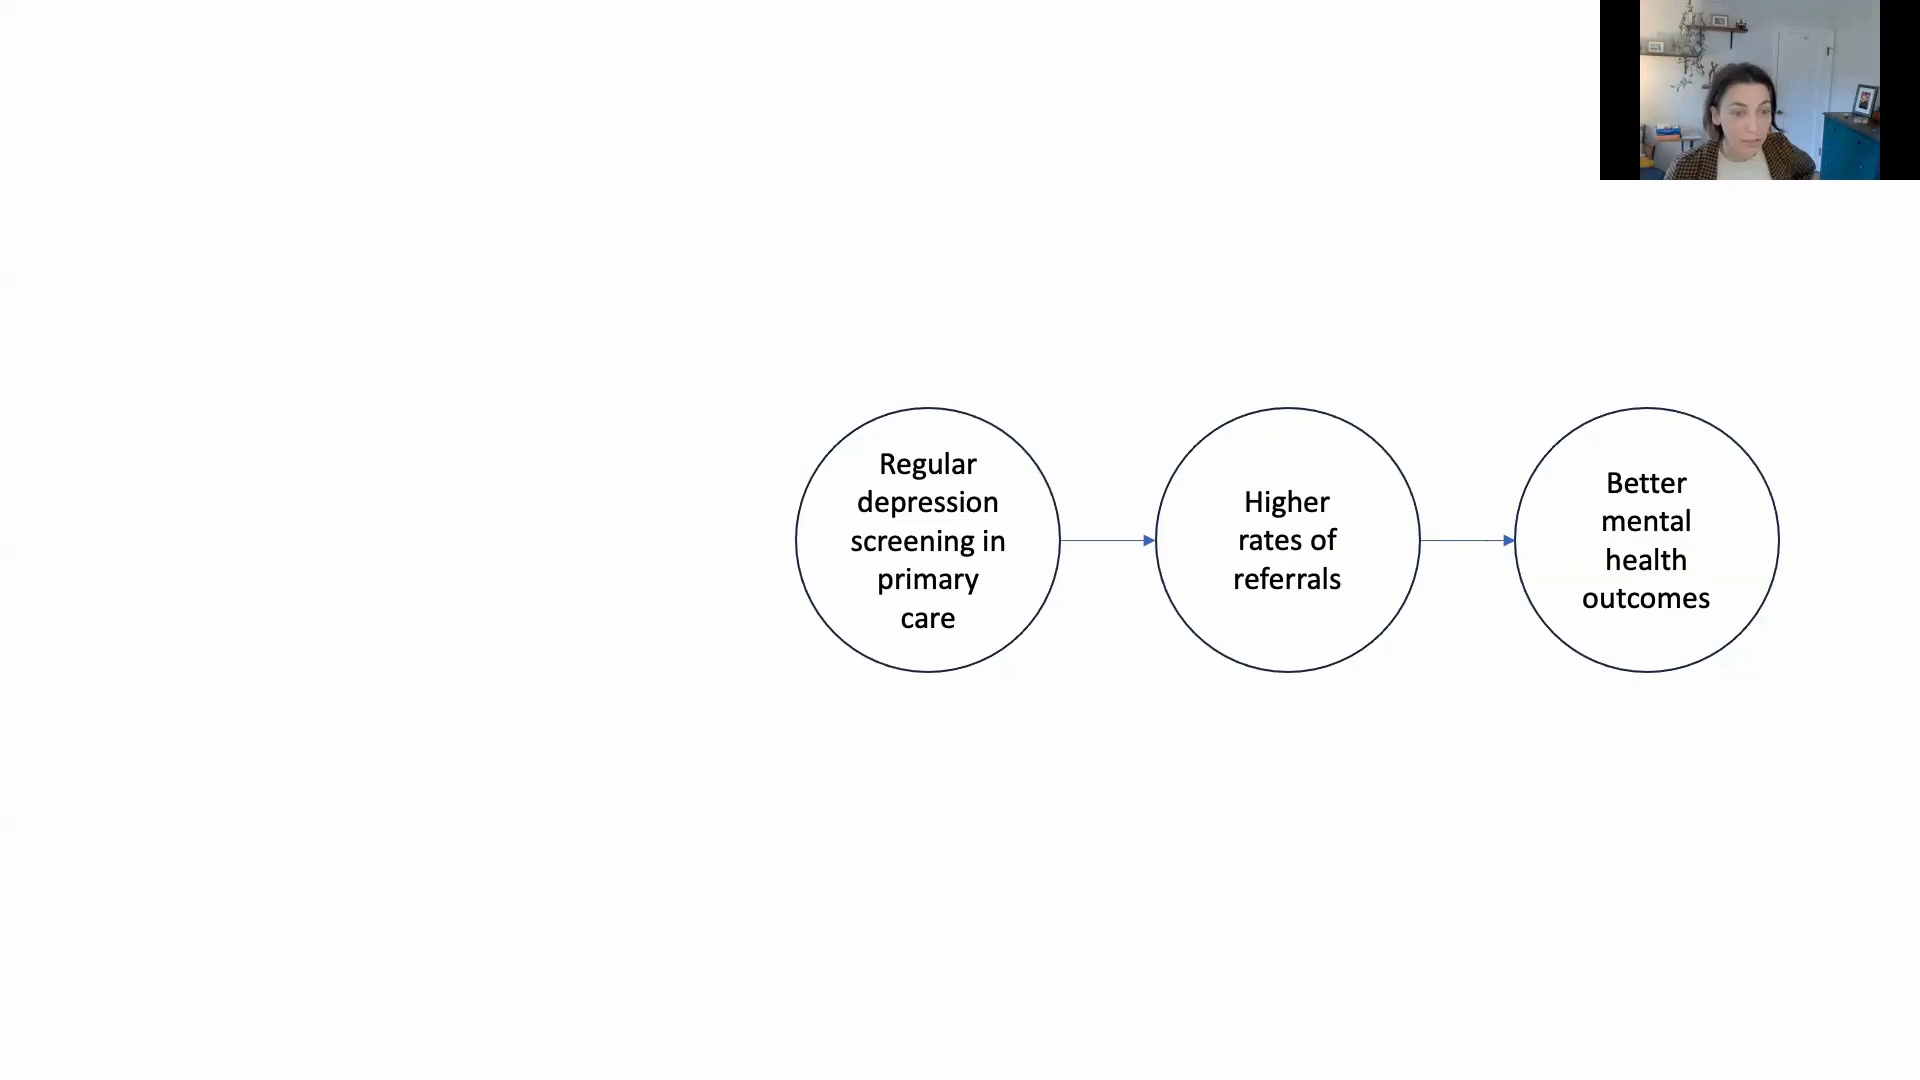 Regular
depression
screening in
primary
care
Higher
rates of
referrals
Better
mental
health
outcomes